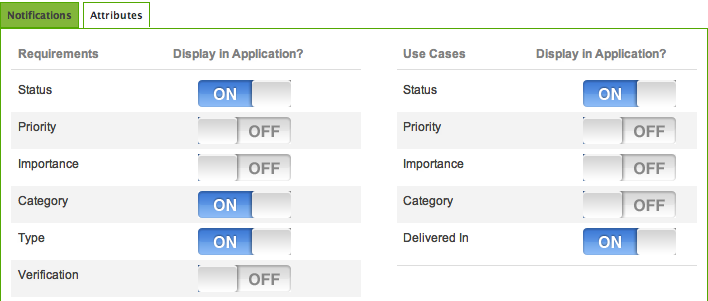 Notifications Attributes
Requirements Display in Application? Use Cases Display in Application?
Status ON Status ON
Priority OFF Priority OFF
Importance OFF Importance OFF
Category ON Category OFF
Type ON Delivered In ON
Verification OFF